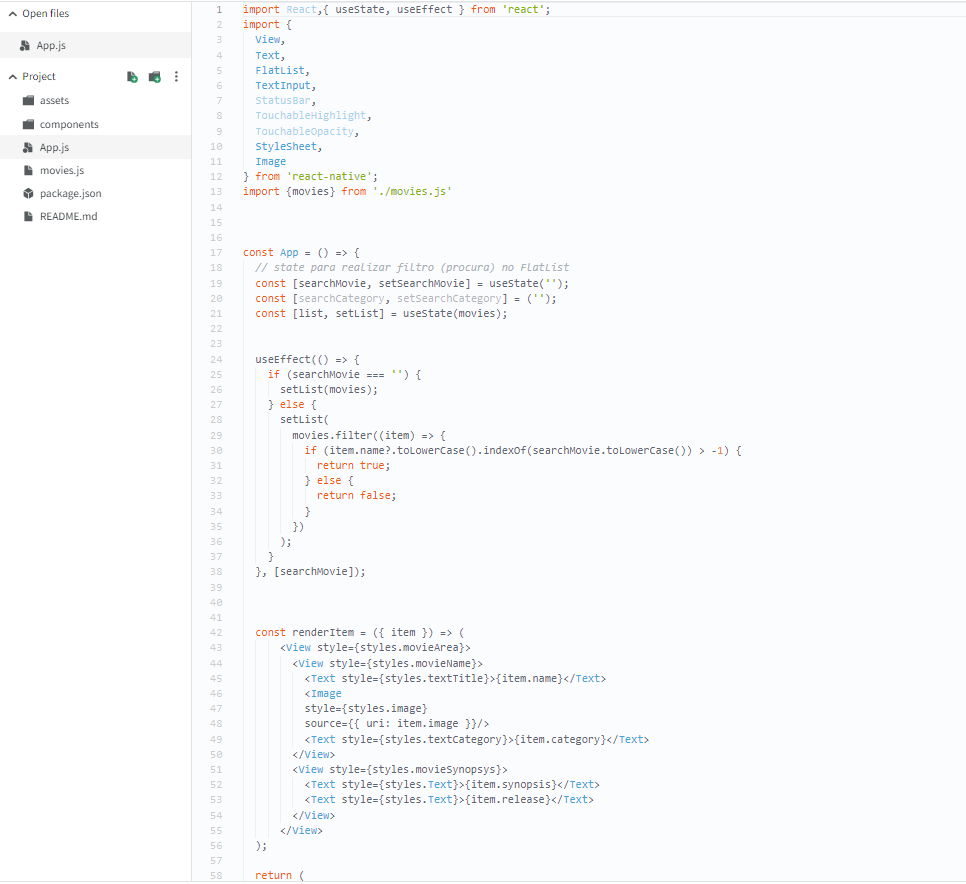 Open files
App.js
Project
assets
components
App.js
movies.js
package.json
README.md
1 import React,{ useState, useEffect } from 'react';
2 import {
3   View,
4   Text,
5   FlatList,
6   TextInput,
7   StatusBar,
8   TouchableHighlight,
9   TouchableOpacity,
10   StyleSheet,
11   Image
12 } from 'react-native';
13 import {movies} from './movies.js'
14
15
16
17 const App = () => {
18   // state para realizar filtro (procura) no FlatList
19   const [searchMovie, setSearchMovie] = useState('');
20   const [searchCategory, setSearchCategory] = ('');
21   const [list, setList] = useState(movies);
22
23
24   useEffect(() => {
25     if (searchMovie === '') {
26       setList(movies);
27     } else {
28       setList(
29         movies.filter((item) => {
30           if (item.name?.toLowerCase().indexOf(searchMovie.toLowerCase()) > -1) {
31             return true;
32           } else {
33             return false;
34           }
35         })
36       );
37     }
38   }, [searchMovie]);
39
40
41
42   const renderItem = ({ item }) => (
43       <View style={styles.movieArea}>
44         <View style={styles.movieName}>
45           <Text style={styles.textTitle}>{item.name}</Text>
46           <Image
47           style={styles.image}
48           source={{ uri: item.image }}/>
49           <Text style={styles.textCategory}>{item.category}</Text>
50         </View>
51         <View style={styles.movieSynopsys}>
52           <Text style={styles.Text}>{item.synopsis}</Text>
53           <Text style={styles.Text}>{item.release}</Text>
54         </View>
55       </View>
56   );
57
58   return (